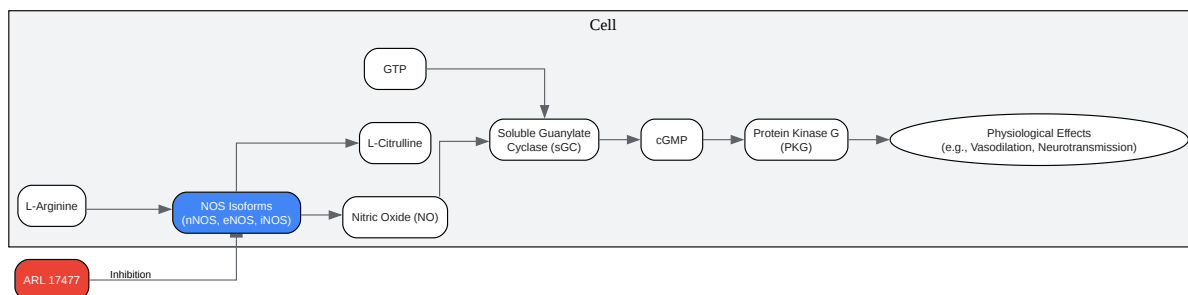 Cell
GTP
L-Citrulline
Soluble Guanylate
Cyclase (sGC)
cGMP
Protein Kinase G
(PKG)
Physiological Effects
(e.g., Vasodilation, Neurotransmission)
L-Arginine
NOS Isoforms
(nNOS, eNOS, iNOS)
Nitric Oxide (NO)
ARL 17477
Inhibition